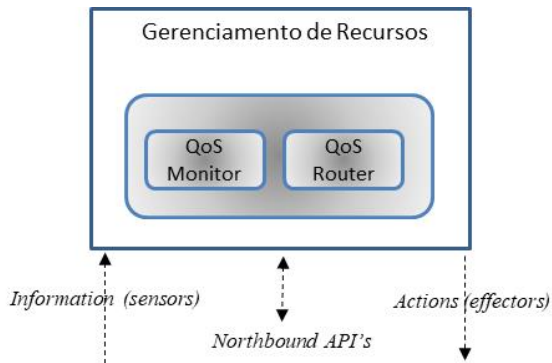 Gerenciamento de Recursos
QoS
Monitor
QoS
Router
Information (sensors)
Actions (effectors)
Northbound API's